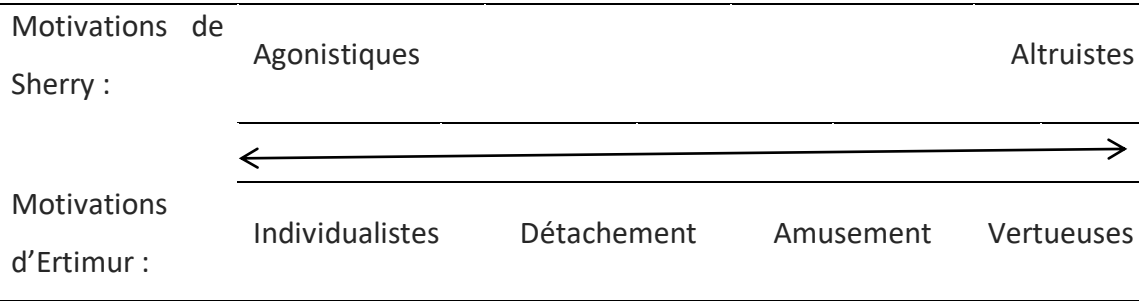 Motivations de
Sherry :
Agonistiques Altruistes
Motivations
d’Ertimur :
Individualistes Détachement Amusement Vertueuses